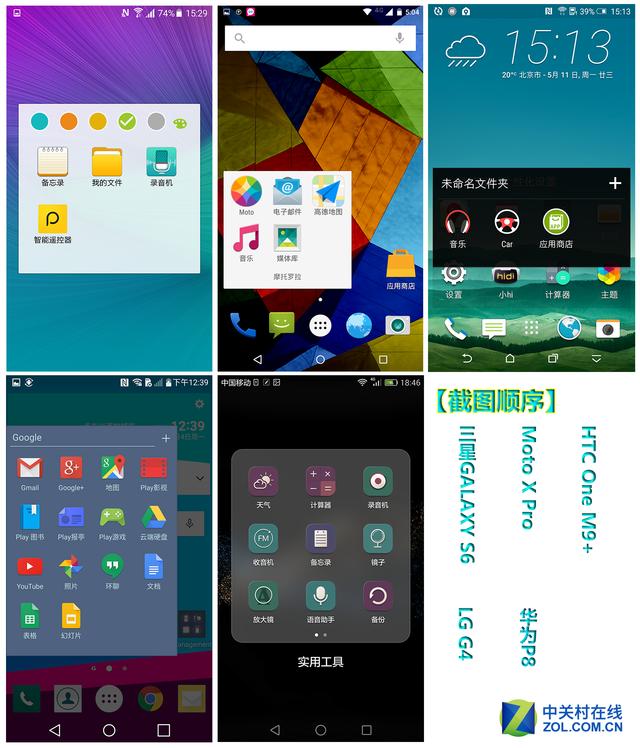 74% 15:29
备忘录 我的文件 录音机
智能遥控器
4G 5:04
Moto 电子邮件 高德地图
音乐 媒体库
摩托罗拉
应用商店
39% 15:13
15:13
20°C 北京市 - 5月 11 日, 周一 廿三
未命名文件夹 +
音乐 Car 应用商店
APP
设置 小hi 计算器 主题
hidi
下午12:39
12:39
Google +
Gmail Google+ 地图 Play影视
Play 图书 Play报亭 Play游戏 云端硬盘
YouTube 照片 环聊 文档
表格 幻灯片
anagement
G
中国移动 18:46
天气 计算器 录音机
FM
收音机 备忘录 镜子
放大镜 语音助手 备份
实用工具
【截图顺序】
三星GALAXY S6
Moto X Pro
HTC One M9+
LG G4
华为P8
中关村在线
ZOL.COM.CN